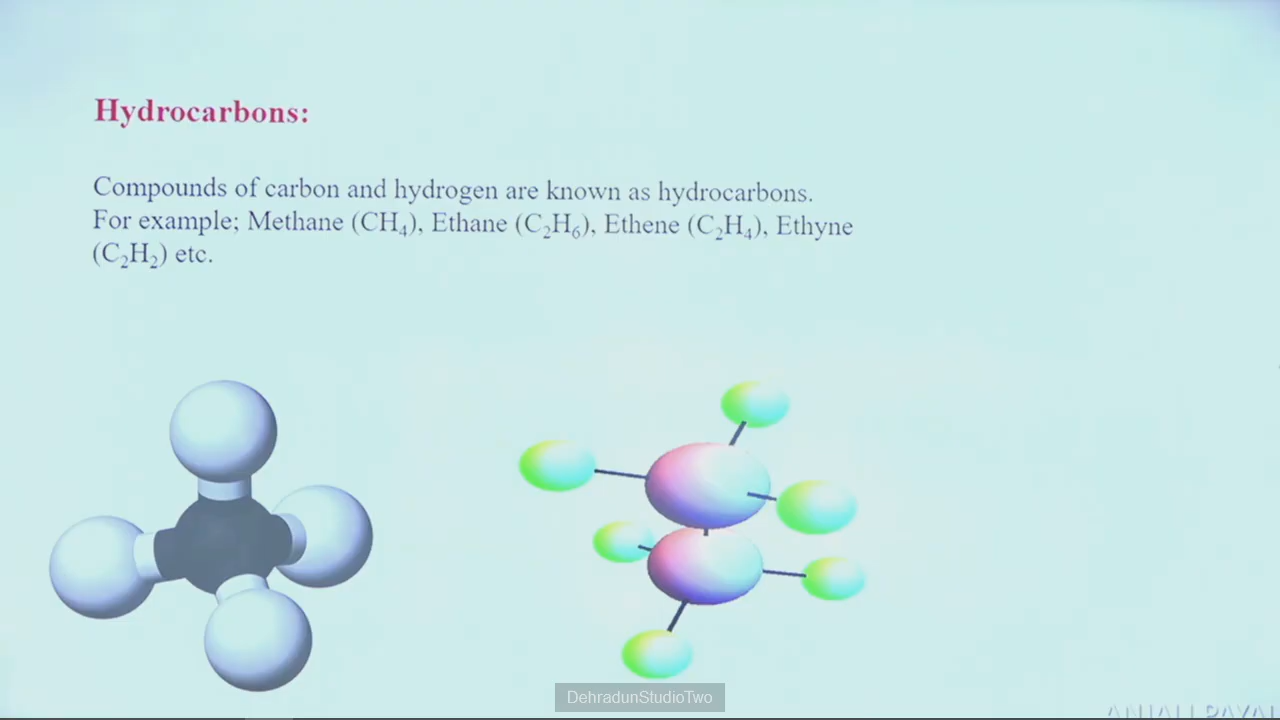 Hydrocarbons:
Compounds of carbon and hydrogen are known as hydrocarbons.
For example; Methane (CH₄), Ethane (C₂H₆), Ethene (C₂H₄), Ethyne
(C₂H₂) etc.
DehradunStudioTwo